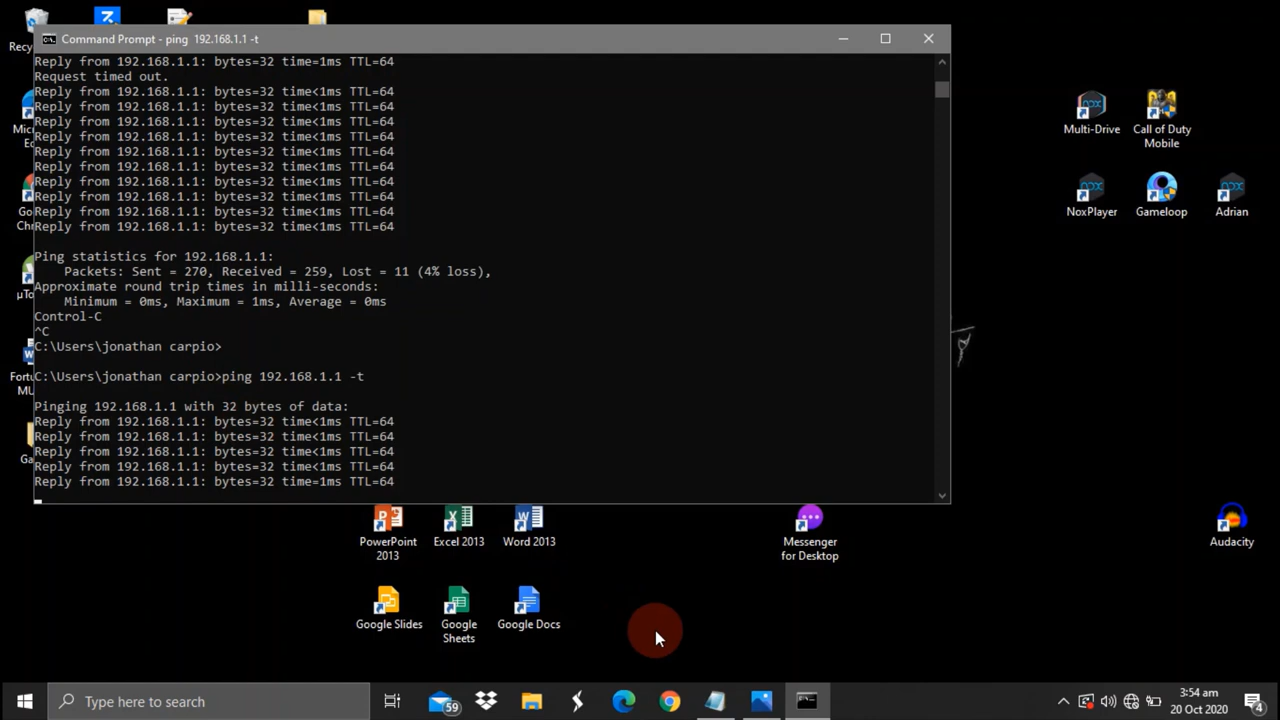 Recy
Command Prompt - ping  192.168.1.1 -t
Reply from 192.168.1.1: bytes=32 time=1ms TTL=64
Request timed out.
Reply from 192.168.1.1: bytes=32 time<1ms TTL=64
Reply from 192.168.1.1: bytes=32 time<1ms TTL=64
Reply from 192.168.1.1: bytes=32 time<1ms TTL=64
Reply from 192.168.1.1: bytes=32 time<1ms TTL=64
Reply from 192.168.1.1: bytes=32 time<1ms TTL=64
Reply from 192.168.1.1: bytes=32 time<1ms TTL=64
Reply from 192.168.1.1: bytes=32 time<1ms TTL=64
Reply from 192.168.1.1: bytes=32 time<1ms TTL=64
Reply from 192.168.1.1: bytes=32 time<1ms TTL=64
Reply from 192.168.1.1: bytes=32 time<1ms TTL=64
Ping statistics for 192.168.1.1:
Packets: Sent = 270, Received = 259, Lost = 11 (4% loss),
Approximate round trip times in milli-seconds:
Minimum = 0ms, Maximum = 1ms, Average = 0ms
Control-C
^C
C:\Users\jonathan carpio>
C:\Users\jonathan carpio>ping 192.168.1.1 -t
Pinging 192.168.1.1 with 32 bytes of data:
Reply from 192.168.1.1: bytes=32 time<1ms TTL=64
Reply from 192.168.1.1: bytes=32 time<1ms TTL=64
Reply from 192.168.1.1: bytes=32 time<1ms TTL=64
Reply from 192.168.1.1: bytes=32 time<1ms TTL=64
Reply from 192.168.1.1: bytes=32 time=1ms TTL=64
Multi-Drive
Call of Duty
Mobile
NoxPlayer
Gameloop
Adrian
PowerPoint
2013
Excel 2013
Word 2013
Messenger
for Desktop
Audacity
Google Slides
Google
Sheets
Google Docs
Type here to search
59
3:54 am
20 Oct 2020
4